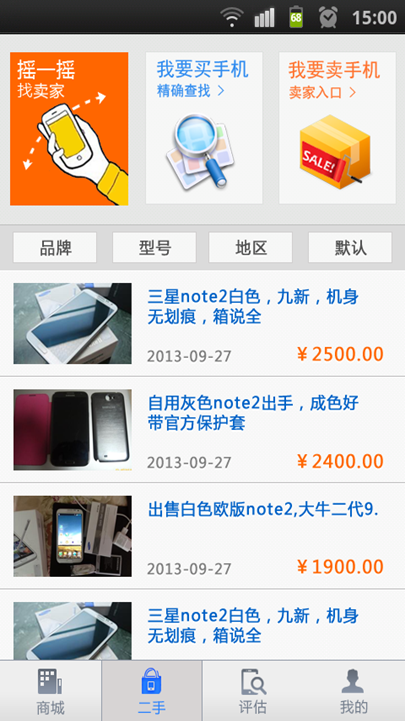 68 15:00
摇一摇
找卖家
我要买手机
精确查找 >
我要卖手机
卖家入口 >
SALE!
品牌 型号 地区 默认
三星note2白色，九新，机身
无划痕，箱说全
2013-09-27 ¥2500.00
自用灰色note2出手，成色好
带官方保护套
2013-09-27 ¥2400.00
出售白色欧版note2,大牛二代9.
2013-09-27 ¥1900.00
三星note2白色，九新，机身
无划痕，箱说全
商城 二手 评估 我的